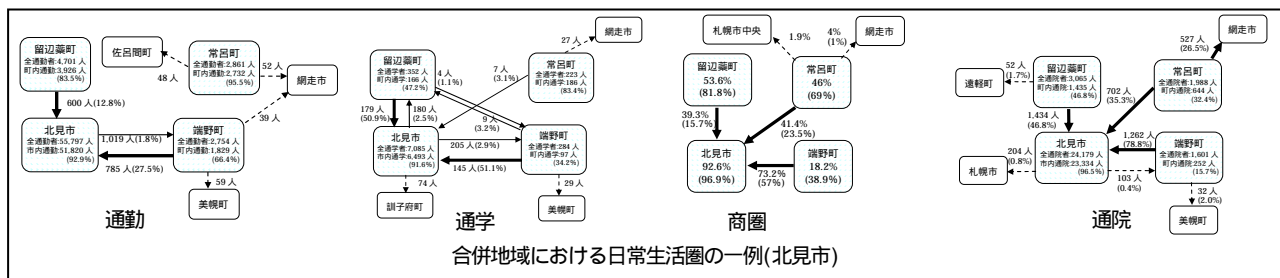 留辺蘂町
全通勤者:4,701 人
町内通勤:3,926 人
(83.5%)
佐呂間町
常呂町
全通勤者:2,861 人
町内通勤:2,732 人
(95.5%)
48 人
52 人
網走市
600 人(12.8%)
39 人
北見市
全通勤者:55,797 人
市内通勤:51,820 人
(92.9%)
1,019 人(1.8%)
785 人(27.5%)
端野町
全通勤者:2,754 人
町内通勤:1,829 人
(66.4%)
59 人
美幌町
通勤
留辺蘂町
全通学者:352 人
町内通学:166 人
(47.2%)
4 人
(1.1%)
7 人
(3.1%)
27 人
網走市
常呂町
全通学者:223 人
町内通学:186 人
(83.4%)
179 人
(50.9%)
180 人
(2.5%)
9 人
(3.2%)
北見市
全通学者:7,085 人
市内通学:6,493 人
(91.6%)
205 人(2.9%)
145 人(51.1%)
端野町
全通学者:284 人
町内通学:97 人
(34.2%)
74 人
訓子府町
29 人
美幌町
通学
札幌市中央
1.9%
4%
(1%)
網走市
留辺蘂町
53.6%
(81.8%)
常呂町
46%
(69%)
39.3%
(15.7%)
41.4%
(23.5%)
北見市
92.6%
(96.9%)
73.2%
(57%)
端野町
18.2%
(38.9%)
商圏
527 人
(26.5%)
網走市
52 人
(1.7%)
遠軽町
留辺蘂町
全通院者:3,065 人
町内通院:1,435 人
(46.8%)
702 人
(35.3%)
常呂町
全通院者:1,988 人
町内通院:644 人
(32.4%)
1,434 人
(46.8%)
1,262 人
(78.8%)
204 人
(0.8%)
札幌市
北見市
全通院者:24,179 人
市内通院:23,334 人
(96.5%)
103 人
(0.4%)
端野町
全通院者:1,601 人
町内通院:252 人
(15.7%)
32 人
(2.0%)
美幌町
通院
合併地域における日常生活圏の一例(北見市)